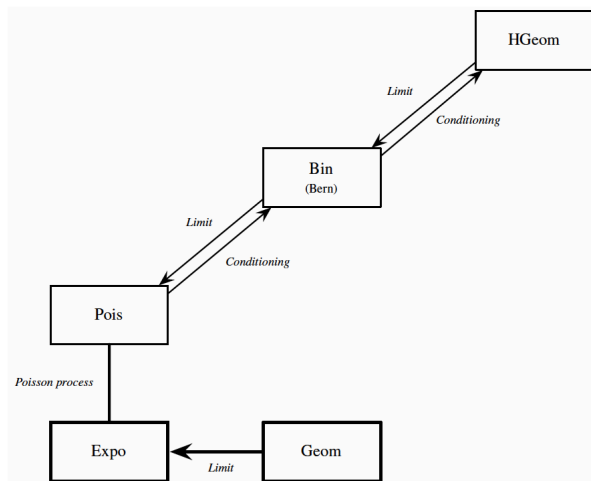 HGeom
Limit
Conditioning
Bin
(Bern)
Limit
Conditioning
Pois
Poisson process
Expo
Geom
Limit